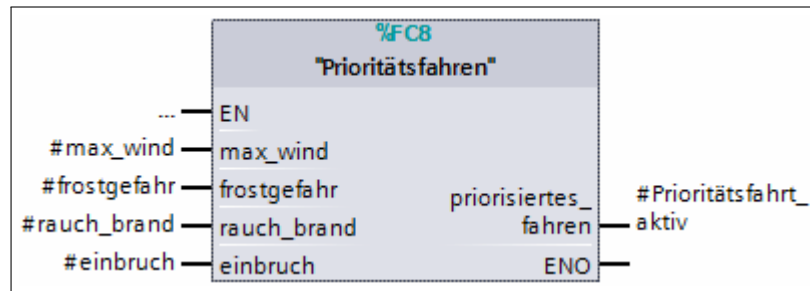 %FC8
"Prioritätsfahren"
... EN
#max_wind max_wind
#frostgefahr frostgefahr
#rauch_brand rauch_brand
#einbruch einbruch
priorisiertes_
fahren
#Prioritätsfahrt_
aktiv
ENO